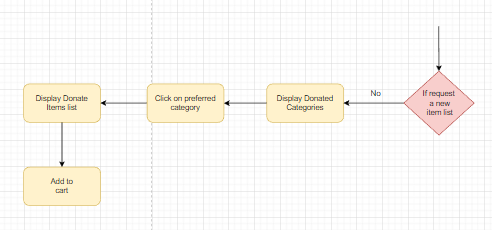 Display Donate
Items list
Click on preferred
category
Display Donated
Categories
No
If request
a new
item list
Add to
cart